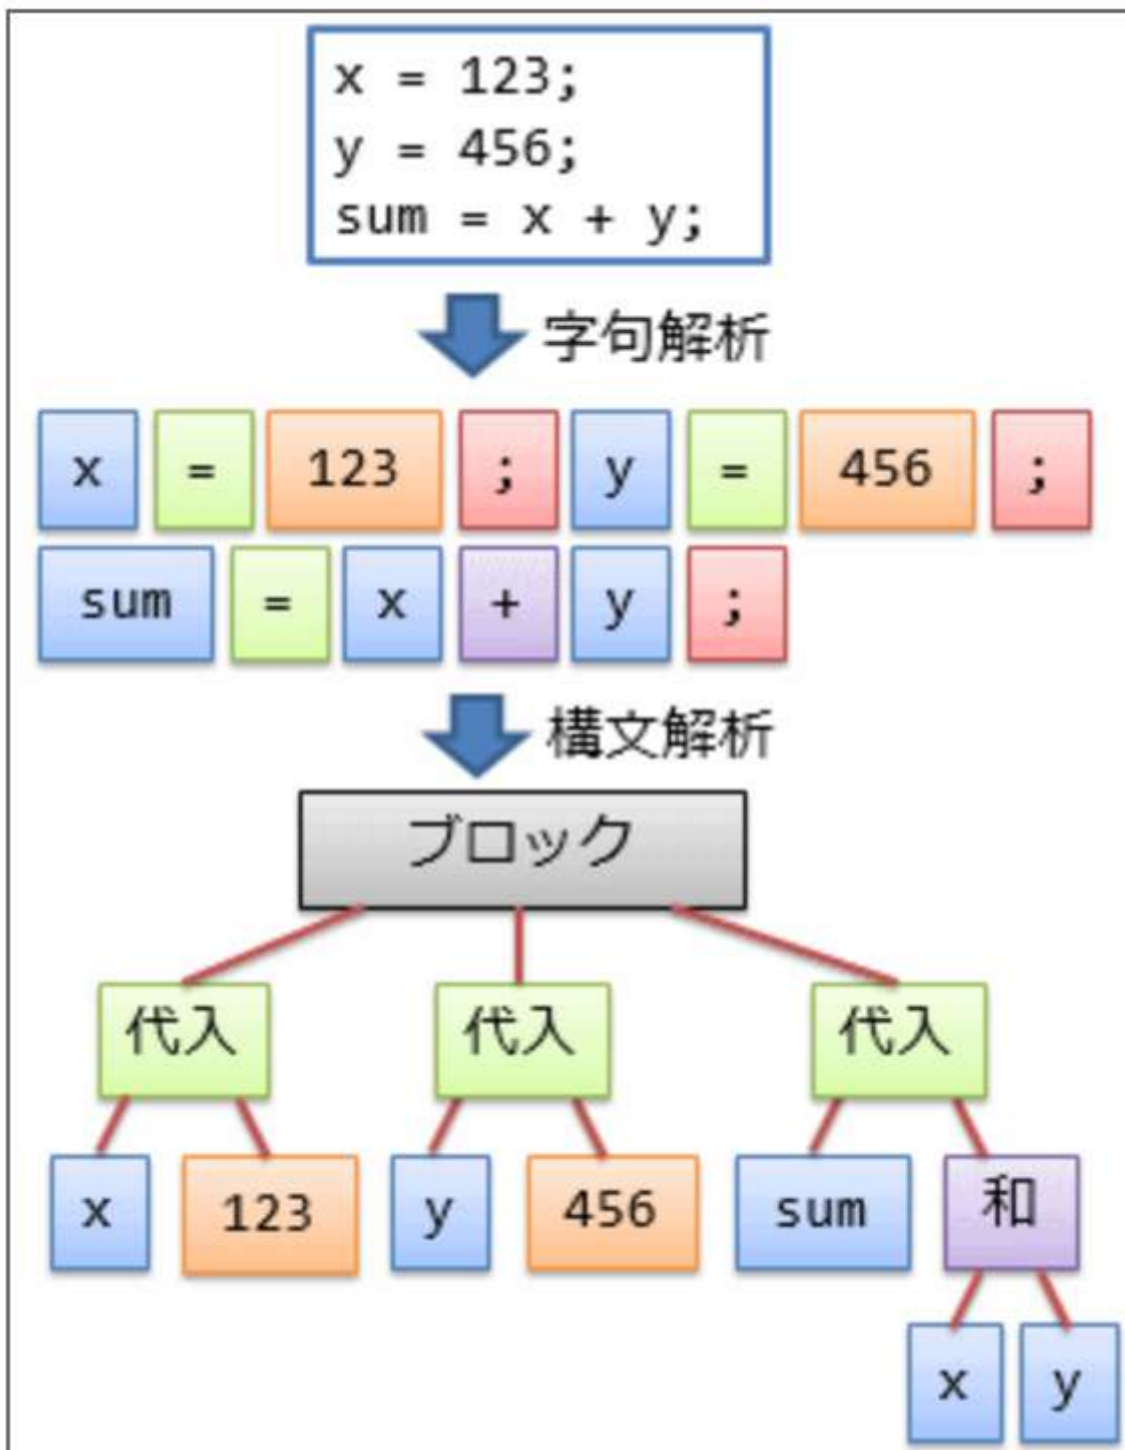 x = 123;
y = 456;
sum = x + y;
字句解析
x = 123 ; y = 456 ;
sum = x + y ;
構文解析
ブロック
代入 代入 代入
x 123 y 456 sum 和
x y